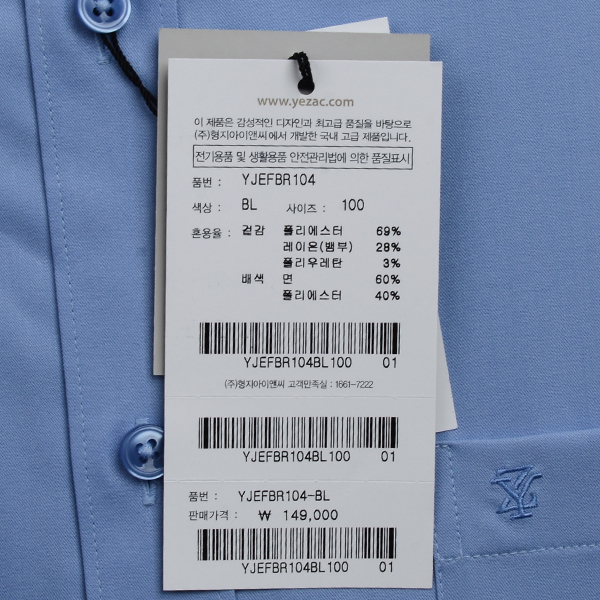 www.yezac.com
이 제품은 감성적인 디자인과 최고급 품질을 바탕으로
(주)형지아이앤씨에서 개발한 국내 고급 제품입니다.
전기용품 및 생활용품 안전관리법에 의한 품질표시
품번 : YJEFBR104
색상 : BL 사이즈 : 100
혼용율 : 겉감 폴리에스터 69%
레이온(뱀부) 28%
폴리우레탄 3%
배색 면 60%
폴리에스터 40%
YJEFBR104BL100 01
(주)형지아이앤씨 고객만족실 : 1661-7222
YJEFBR104BL100 01
품번 : YJEFBR104-BL
판매가격 : ₩ 149,000
YJEFBR104BL100 01